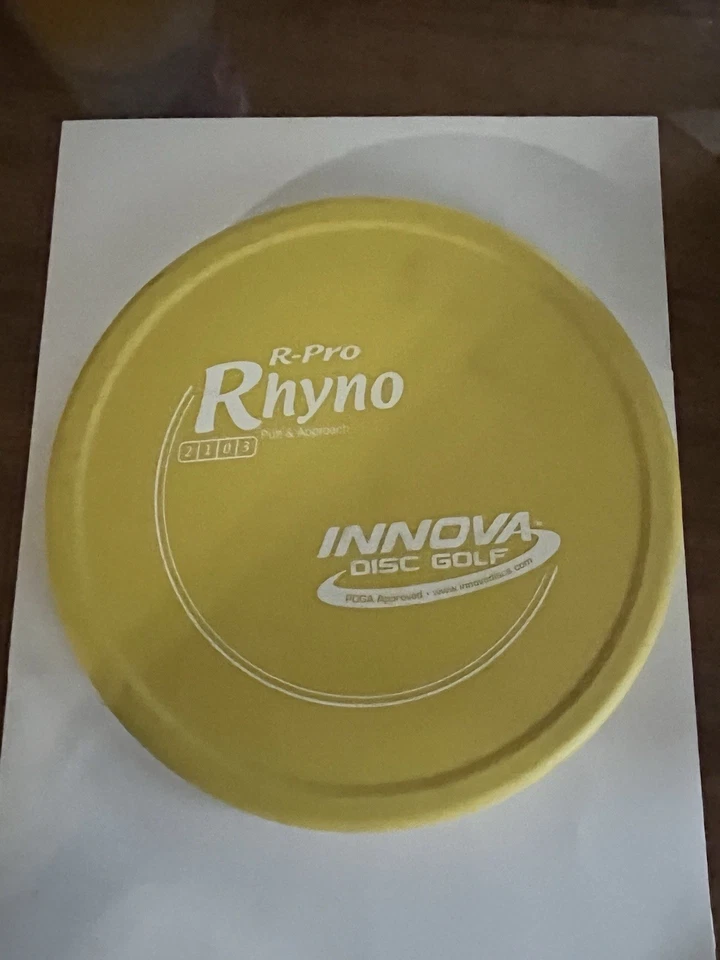 R-Pro
Rhyno
Putt & Approach
2 1 0 3
INNOVA
DISC GOLF
PDGA Approved • www.innovadiscs.com